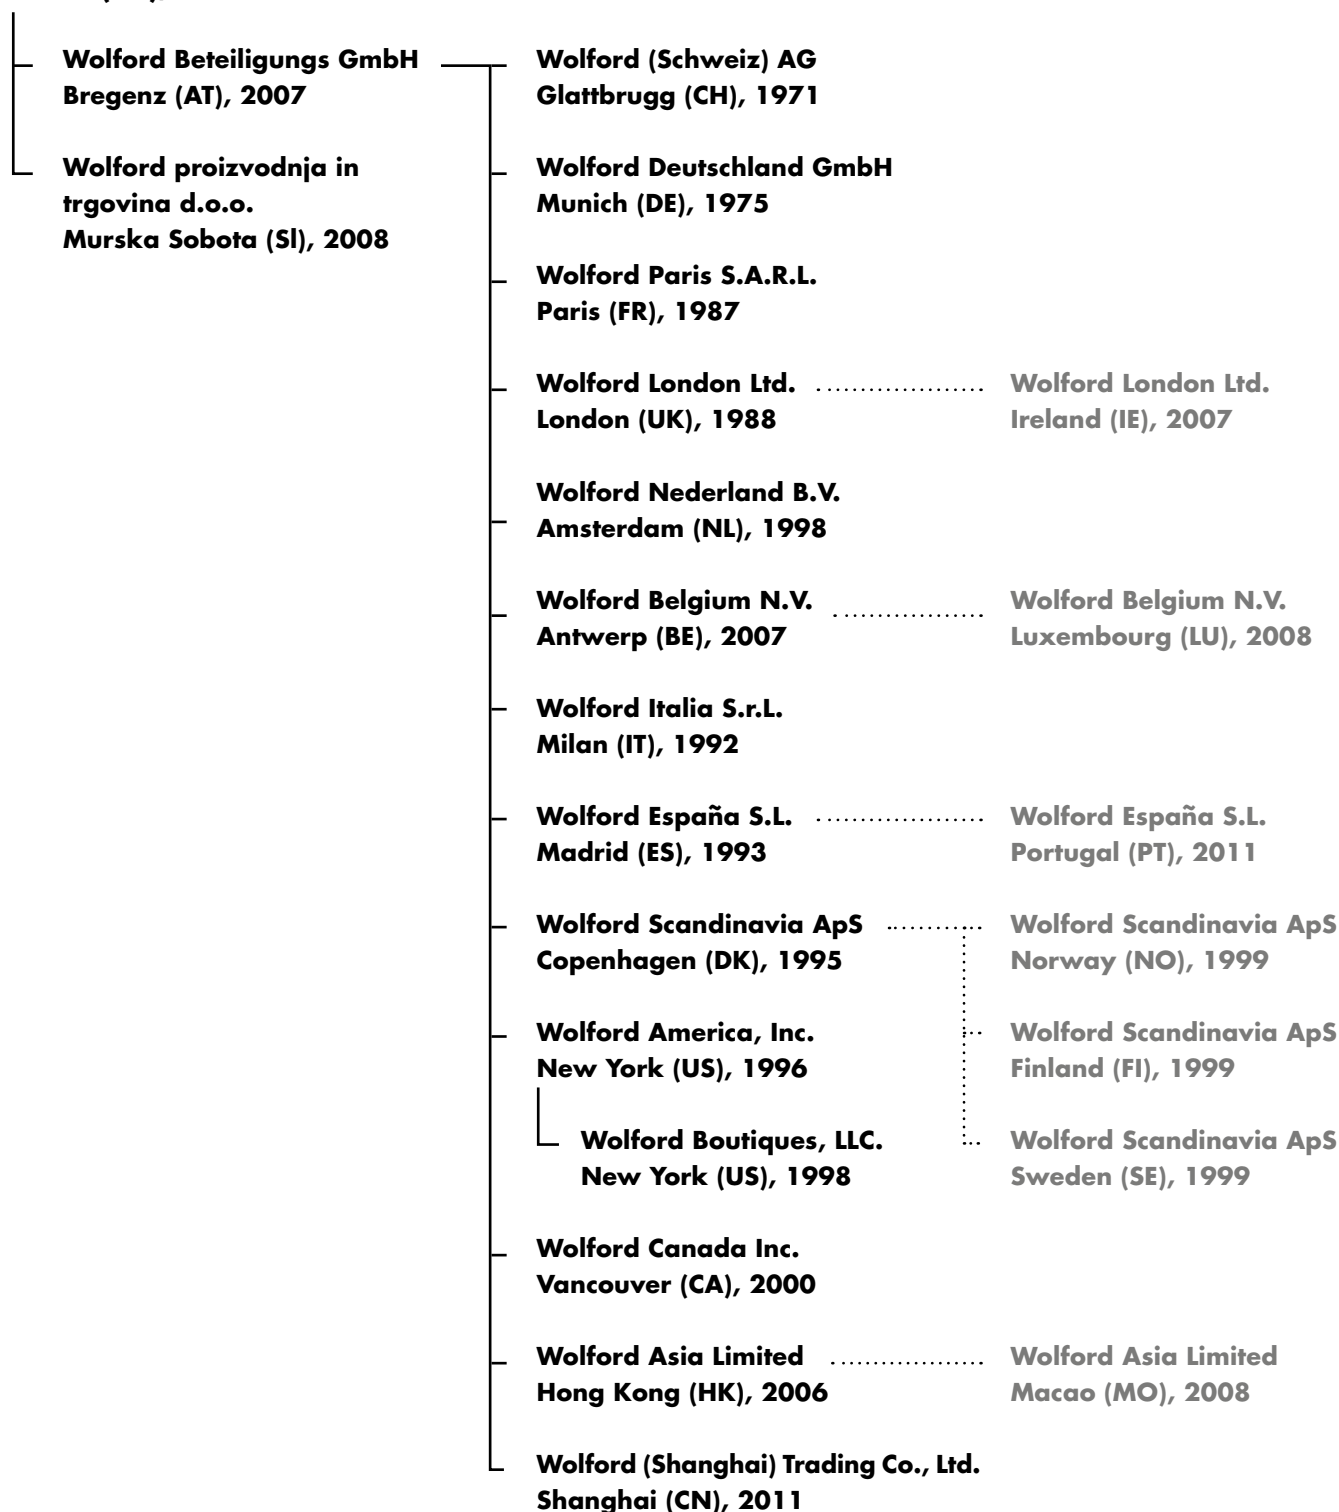 Wolford Beteiligungs GmbH
Bregenz (AT), 2007
Wolford proizvodnja in
trgovina d.o.o.
Murska Sobota (Sl), 2008
Wolford (Schweiz) AG
Glattbrugg (CH), 1971
Wolford Deutschland GmbH
Munich (DE), 1975
Wolford Paris S.A.R.L.
Paris (FR), 1987
Wolford London Ltd.
London (UK), 1988
Wolford London Ltd.
Ireland (IE), 2007
Wolford Nederland B.V.
Amsterdam (NL), 1998
Wolford Belgium N.V.
Antwerp (BE), 2007
Wolford Belgium N.V.
Luxembourg (LU), 2008
Wolford Italia S.r.L.
Milan (IT), 1992
Wolford España S.L.
Madrid (ES), 1993
Wolford España S.L.
Portugal (PT), 2011
Wolford Scandinavia ApS
Copenhagen (DK), 1995
Wolford Scandinavia ApS
Norway (NO), 1999
Wolford America, Inc.
New York (US), 1996
Wolford Scandinavia ApS
Finland (FI), 1999
Wolford Boutiques, LLC.
New York (US), 1998
Wolford Scandinavia ApS
Sweden (SE), 1999
Wolford Canada Inc.
Vancouver (CA), 2000
Wolford Asia Limited
Hong Kong (HK), 2006
Wolford Asia Limited
Macao (MO), 2008
Wolford (Shanghai) Trading Co., Ltd.
Shanghai (CN), 2011